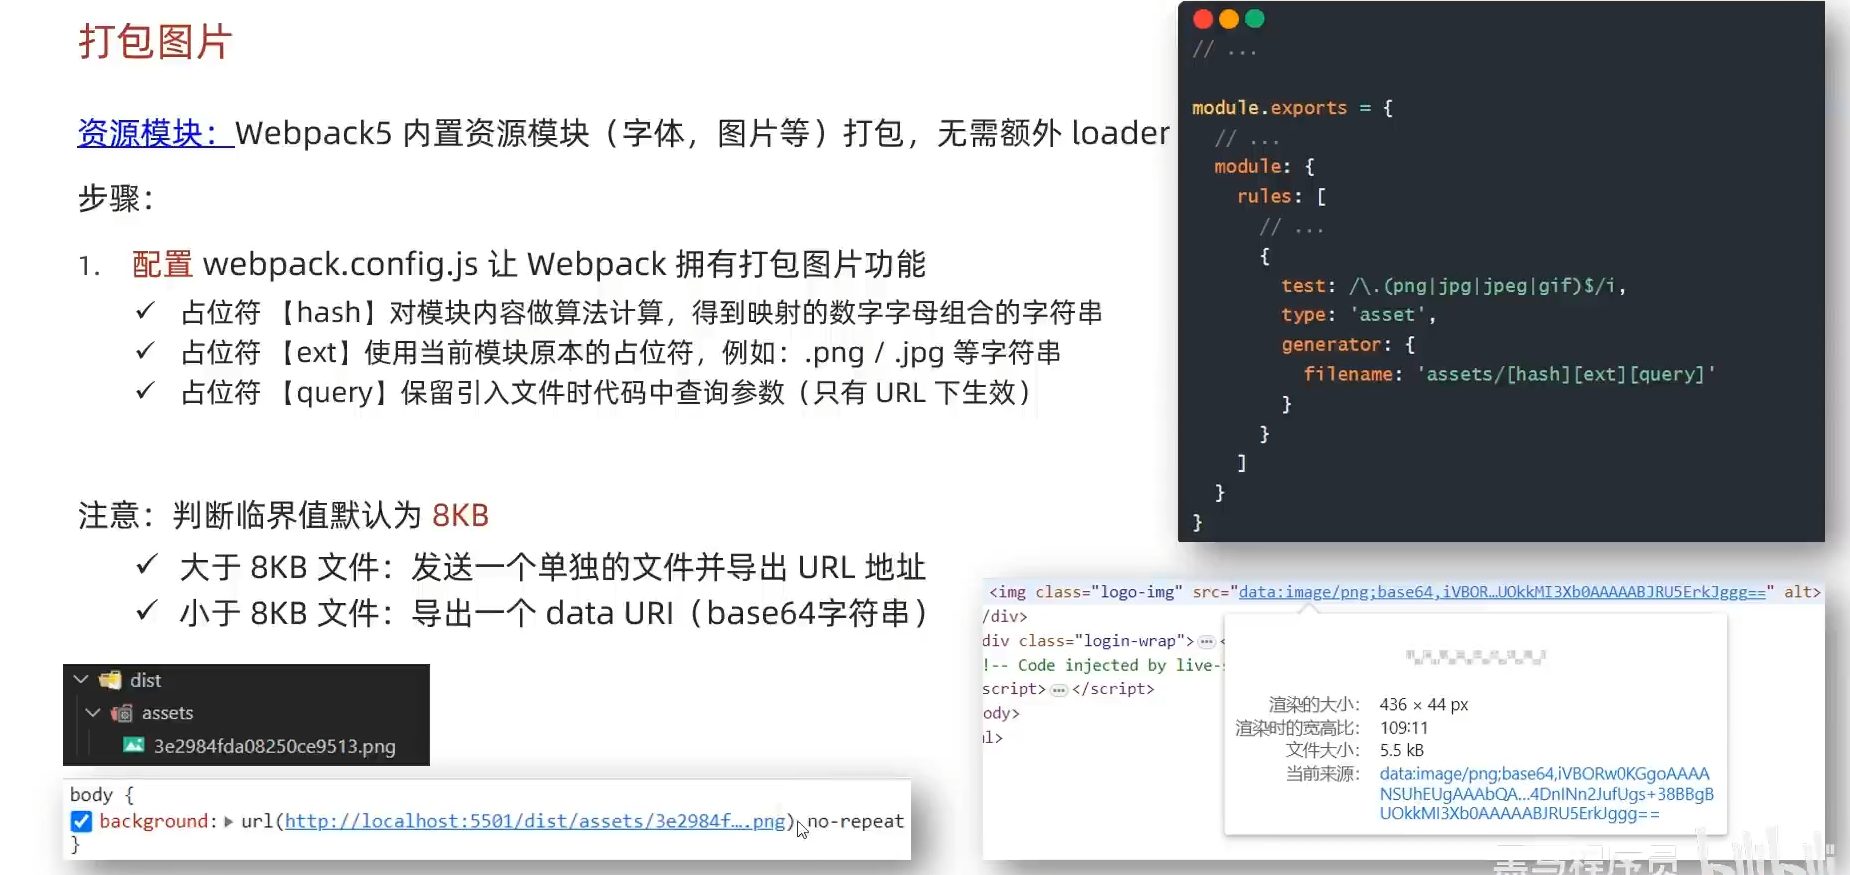 打包图片
资源模块：Webpack5 内置资源模块（字体，图片等）打包，无需额外 loader
步骤：
1. 配置 webpack.config.js 让 Webpack 拥有打包图片功能
✓ 占位符 【hash】对模块内容做算法计算，得到映射的数字字母组合的字符串
✓ 占位符 【ext】使用当前模块原本的占位符，例如：.png / .jpg 等字符串
✓ 占位符 【query】保留引入文件时代码中查询参数（只有 URL 下生效）
注意：判断临界值默认为 8KB
✓ 大于 8KB 文件：发送一个单独的文件并导出 URL 地址
✓ 小于 8KB 文件：导出一个 data URI（base64字符串）
dist
assets
3e2984fda08250ce9513.png
body {
background: url(http://localhost:5501/dist/assets/3e2984f….png) no-repeat
}
// ...
module.exports = {
// ...
module: {
rules: [
// ...
{
test: /\.(png|jpg|jpeg|gif)$/i,
type: 'asset',
generator: {
filename: 'assets/[hash][ext][query]'
}
}
]
}
}
<img class="logo-img" src="data:image/png;base64,iVBOR…UOkkMI3Xb0AAAAABJRU5ErkJggg==" alt>
/div>
div class="login-wrap"> … <
!-- Code injected by live-s
script> … </script>
ody>
l>
渲染的大小： 436 × 44 px
渲染时的宽高比： 109∶11
文件大小： 5.5 kB
当前来源： data:image/png;base64,iVBORw0KGgoAAAA
NSUhEUgAAAbQA…4DnINn2JufUgs+38BBgB
UOkkMI3Xb0AAAAABJRU5ErkJggg==
黑马程序员 bilibili